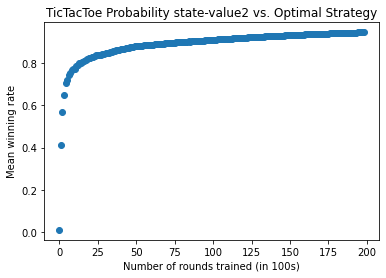 TicTacToe Probability state-value2 vs. Optimal Strategy
Mean winning rate
0.8
0.6
0.4
0.2
0.0
0 25 50 75 100 125 150 175 200
Number of rounds trained (in 100s)